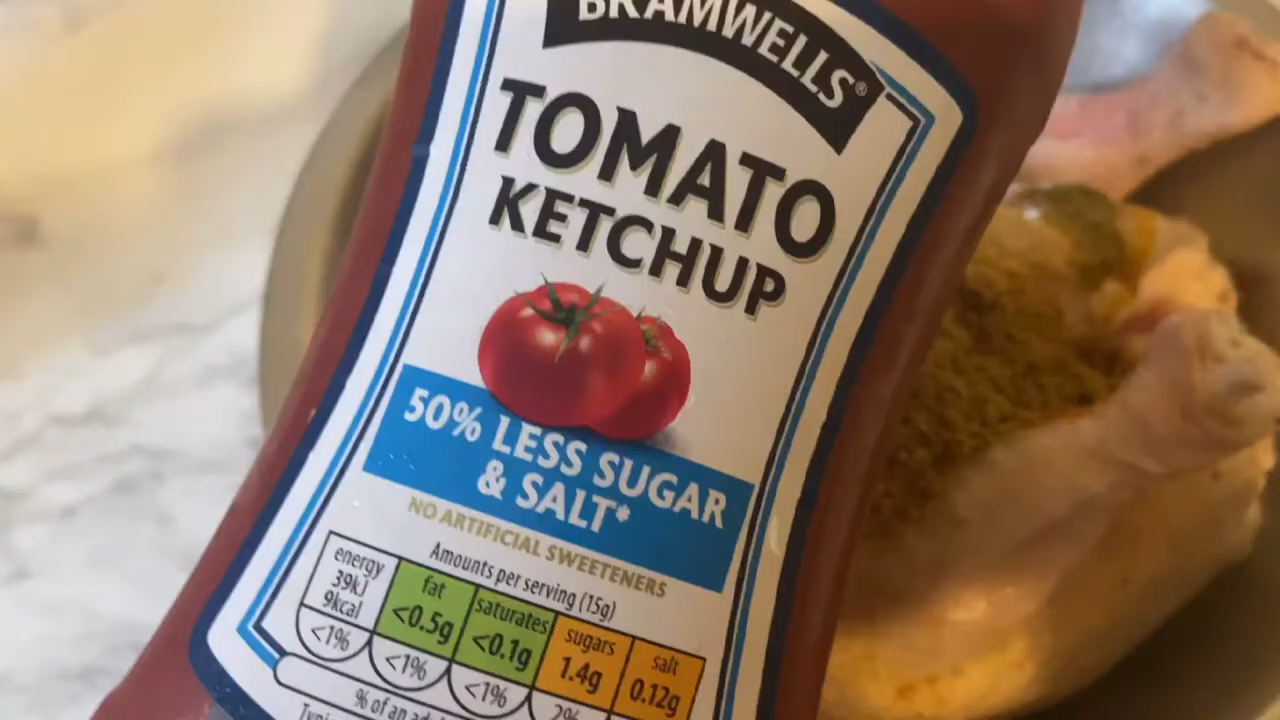 BRAMWELLS®
TOMATO
KETCHUP
50% LESS SUGAR
& SALT*
NO ARTIFICIAL SWEETENERS
Amounts per serving (15g)
energy
39kJ
9kcal
<1%
fat
<0.5g
<1%
saturates
<0.1g
<1%
sugars
1.4g
2%
salt
0.12g
% of an